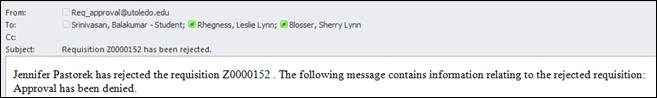 From: Req_approval@utoledo.edu
To: Srinivasan, Balakumar - Student; Rhegness, Leslie Lynn; Blosser, Sherry Lynn
Cc:
Subject: Requisition Z0000152 has been rejected.
Jennifer Pastorek has rejected the requisition Z0000152 . The following message contains information relating to the rejected requisition:
Approval has been denied.